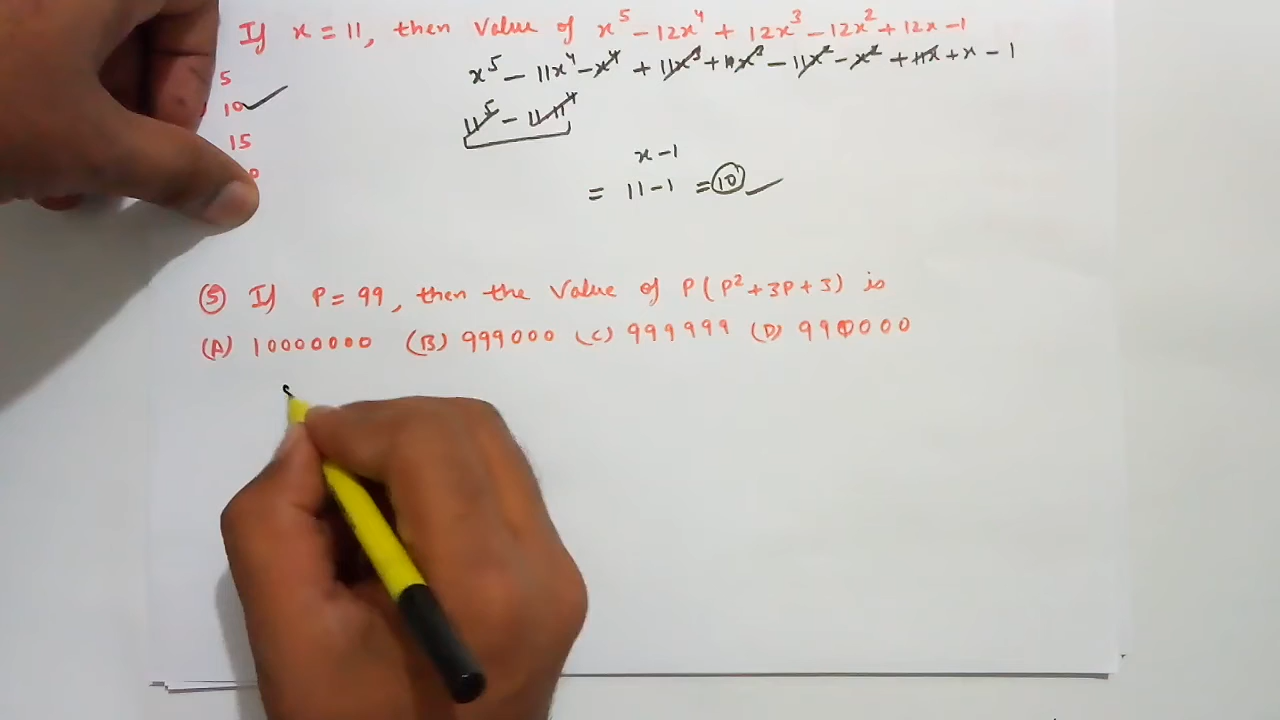 If x = 11, then Value of x⁵ - 12x⁴ + 12x³ - 12x² + 12x - 1
x⁵ - 11x⁴ - x⁴ + 11x³ + x³ - 11x² - x² + 11x + x - 1
5
10 ✓
11⁵ - 11·11⁴
15
x - 1
= 11 - 1 = 10 ✓
(5) If P = 99, then the Value of P(P² + 3P + 3) is
(A) 10000000 (B) 999000 (C) 999999 (D) 990000